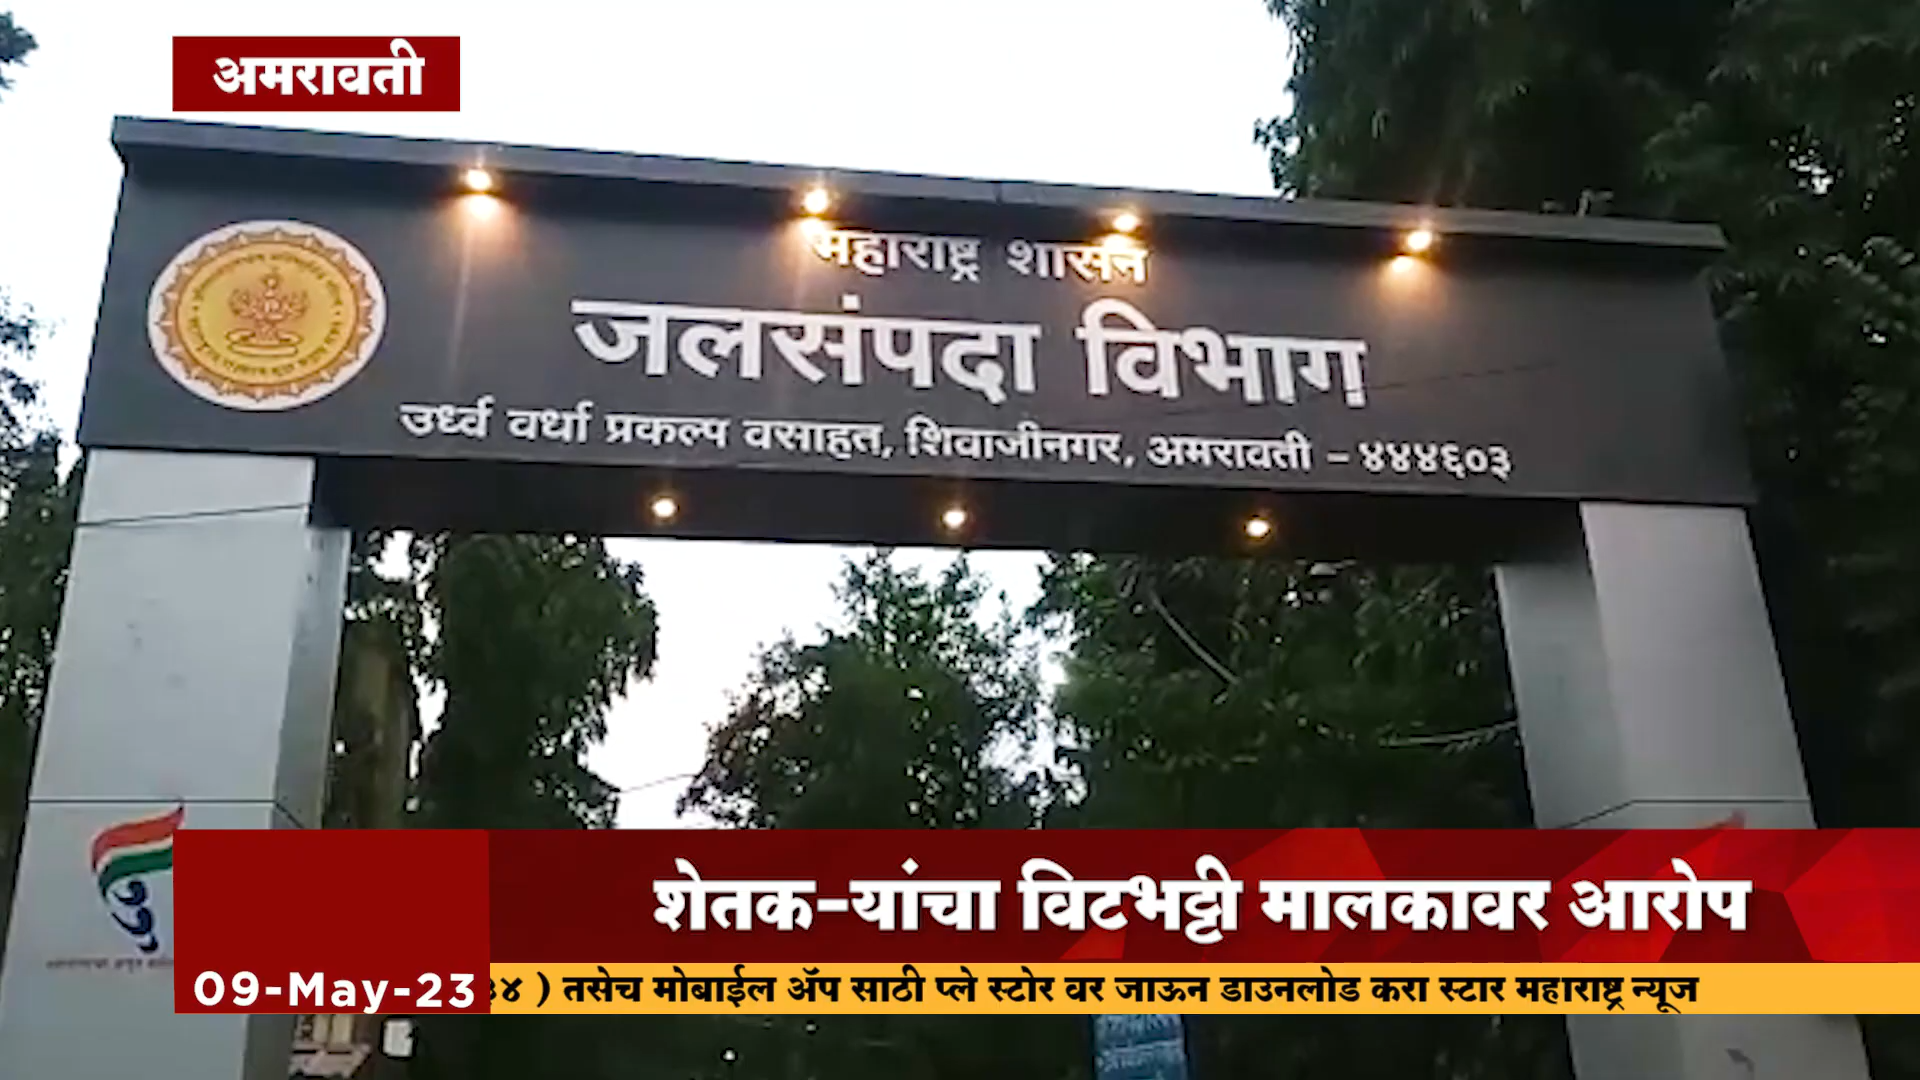 अमरावती
महाराष्ट्र शासन
जलसंपदा विभाग
उर्ध्व वर्धा प्रकल्प वसाहत, शिवाजीनगर, अमरावती - ४४४६०३
शेतक-यांचा विटभट्टी मालकावर आरोप
09-May-23
४ ) तसेच मोबाईल ॲप साठी प्ले स्टोर वर जाऊन डाउनलोड करा स्टार महाराष्ट्र न्यूज